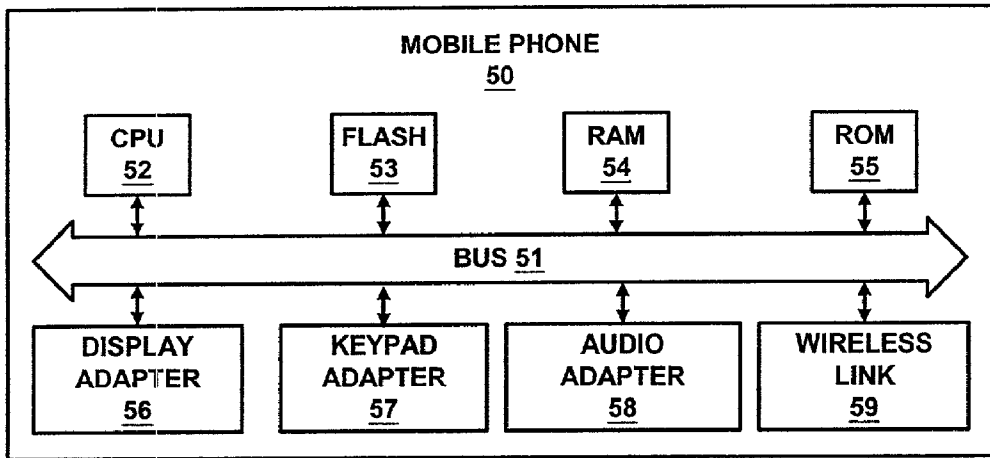 MOBILE PHONE
50
CPU
52
FLASH
53
RAM
54
ROM
55
BUS 51
DISPLAY
ADAPTER
56
KEYPAD
ADAPTER
57
AUDIO
ADAPTER
58
WIRELESS
LINK
59